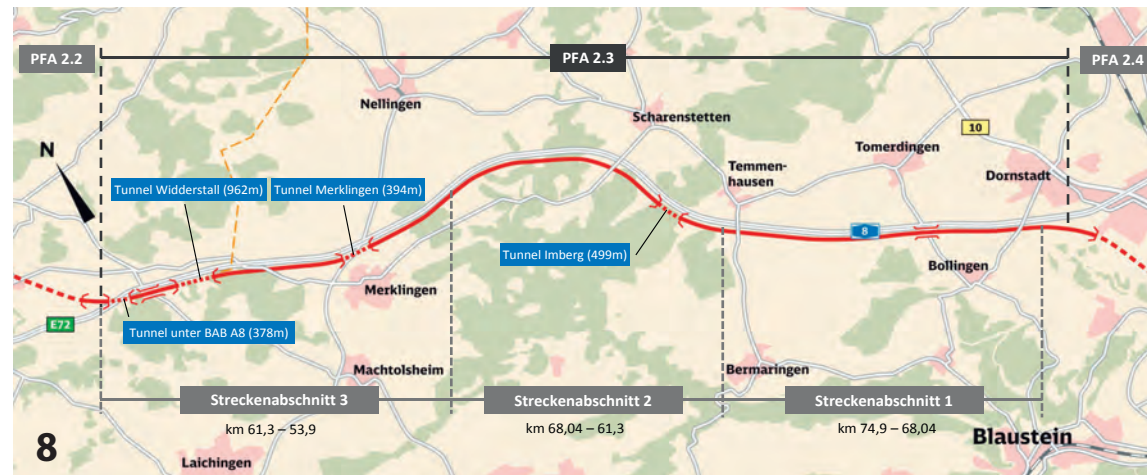 PFA 2.2
PFA 2.3
PFA 2.4
Nellingen
Scharenstetten
10
N
Tomerdingen
Temmen-
hausen
Dornstadt
Tunnel Widderstall (962m)
Tunnel Merklingen (394m)
8
Tunnel Imberg (499m)
Bollingen
Merklingen
E72
Tunnel unter BAB A8 (378m)
Machtolsheim
Bermaringen
Streckenabschnitt 3
Streckenabschnitt 2
Streckenabschnitt 1
km 61,3 – 53,9
km 68,04 – 61,3
km 74,9 – 68,04
8
Laichingen
Blaustein